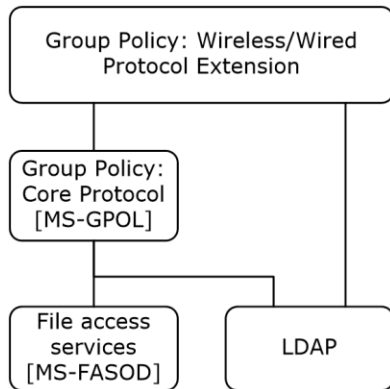 Group Policy: Wireless/Wired
Protocol Extension
Group Policy:
Core Protocol
[MS-GPOL]
File access
services
[MS-FASOD]
LDAP